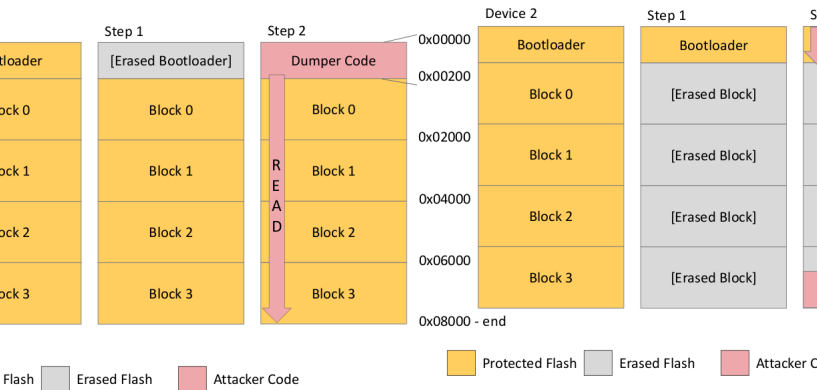 Step 1
Step 2
[Erased Bootloader]
Dumper Code
Block 0
Block 0
Block 1
Block 1
Block 2
Block 2
Block 3
Block 3
READ
0x00000
0x00200
0x02000
0x04000
0x06000
0x08000 - end
Flash
Erased Flash
Attacker Code
Device 2
Step 1
Bootloader
Bootloader
Block 0
[Erased Block]
Block 1
[Erased Block]
Block 2
[Erased Block]
Block 3
[Erased Block]
Protected Flash
Erased Flash
Attacker